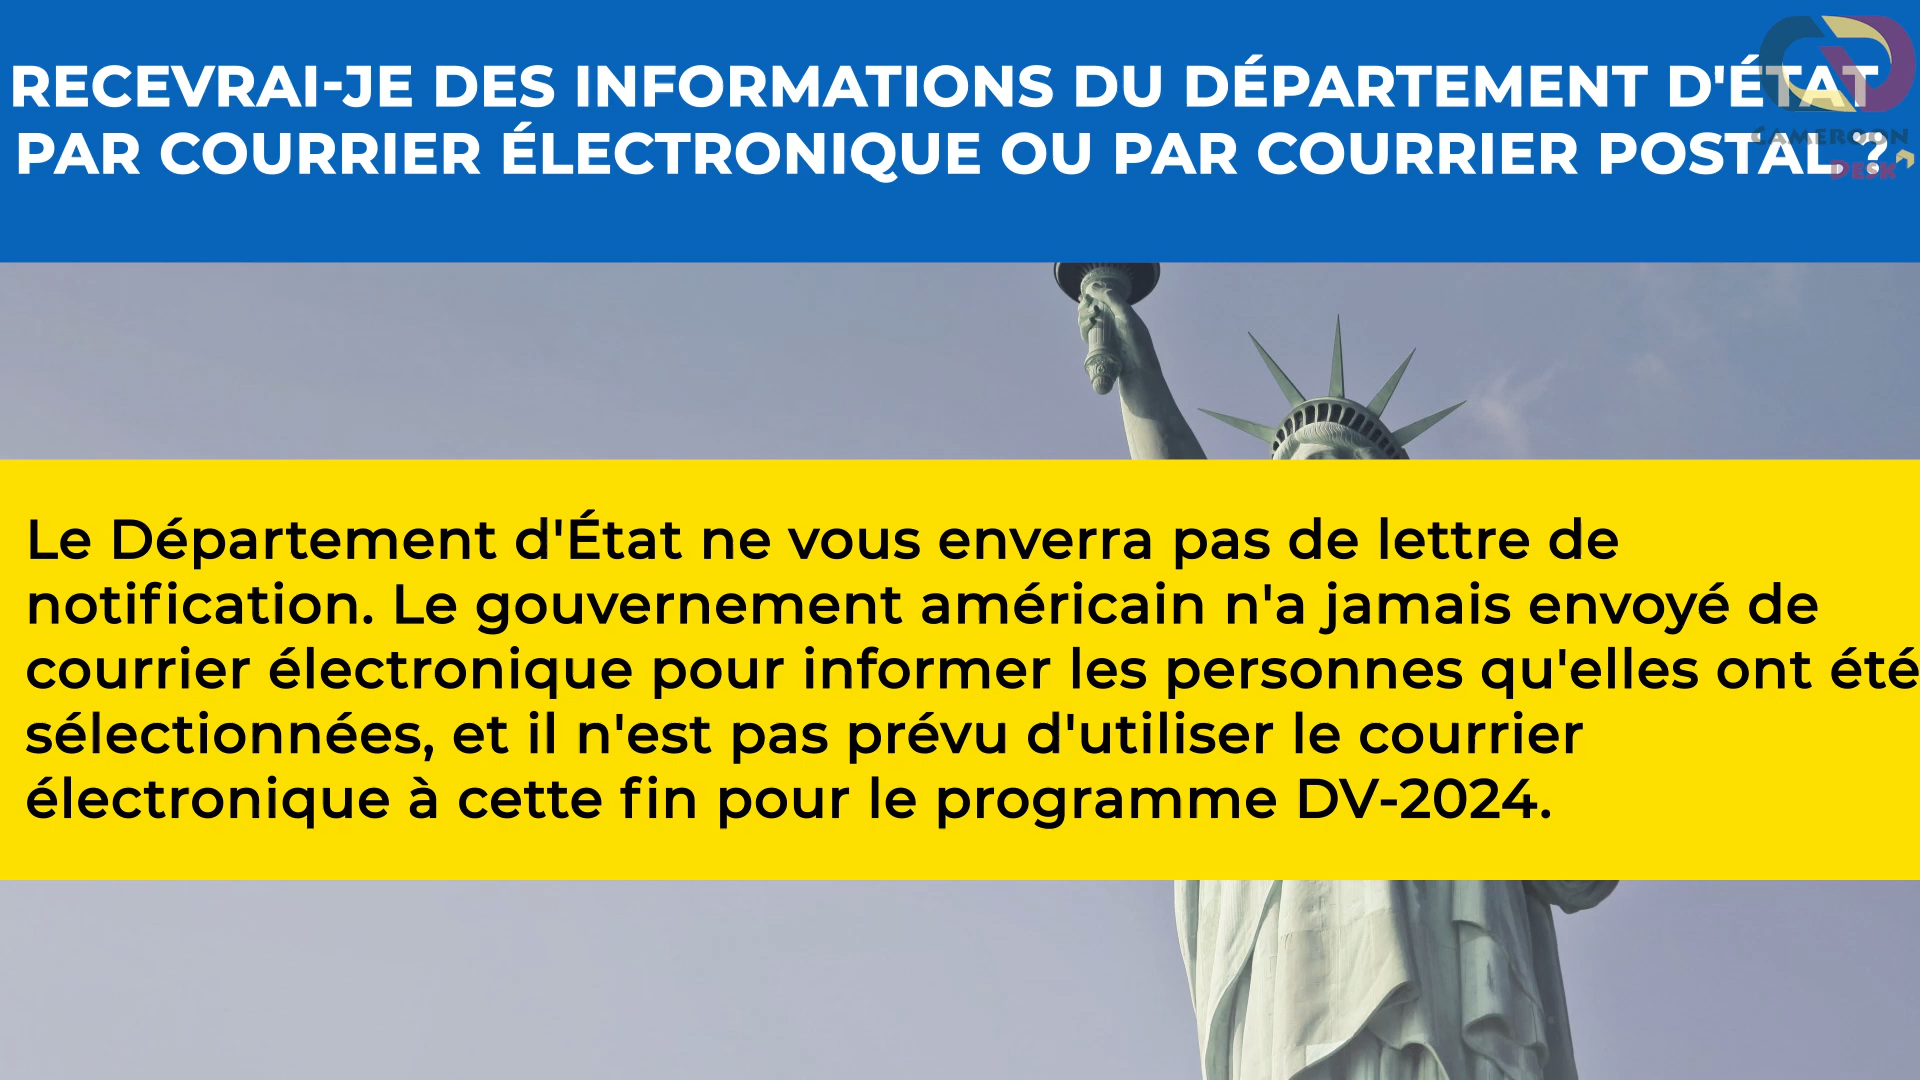 RECEVRAI-JE DES INFORMATIONS DU DÉPARTEMENT D'ÉTAT
PAR COURRIER ÉLECTRONIQUE OU PAR COURRIER POSTAL ?
CAMEROON
DESK
Le Département d'État ne vous enverra pas de lettre de
notification. Le gouvernement américain n'a jamais envoyé de
courrier électronique pour informer les personnes qu'elles ont été
sélectionnées, et il n'est pas prévu d'utiliser le courrier
électronique à cette fin pour le programme DV-2024.